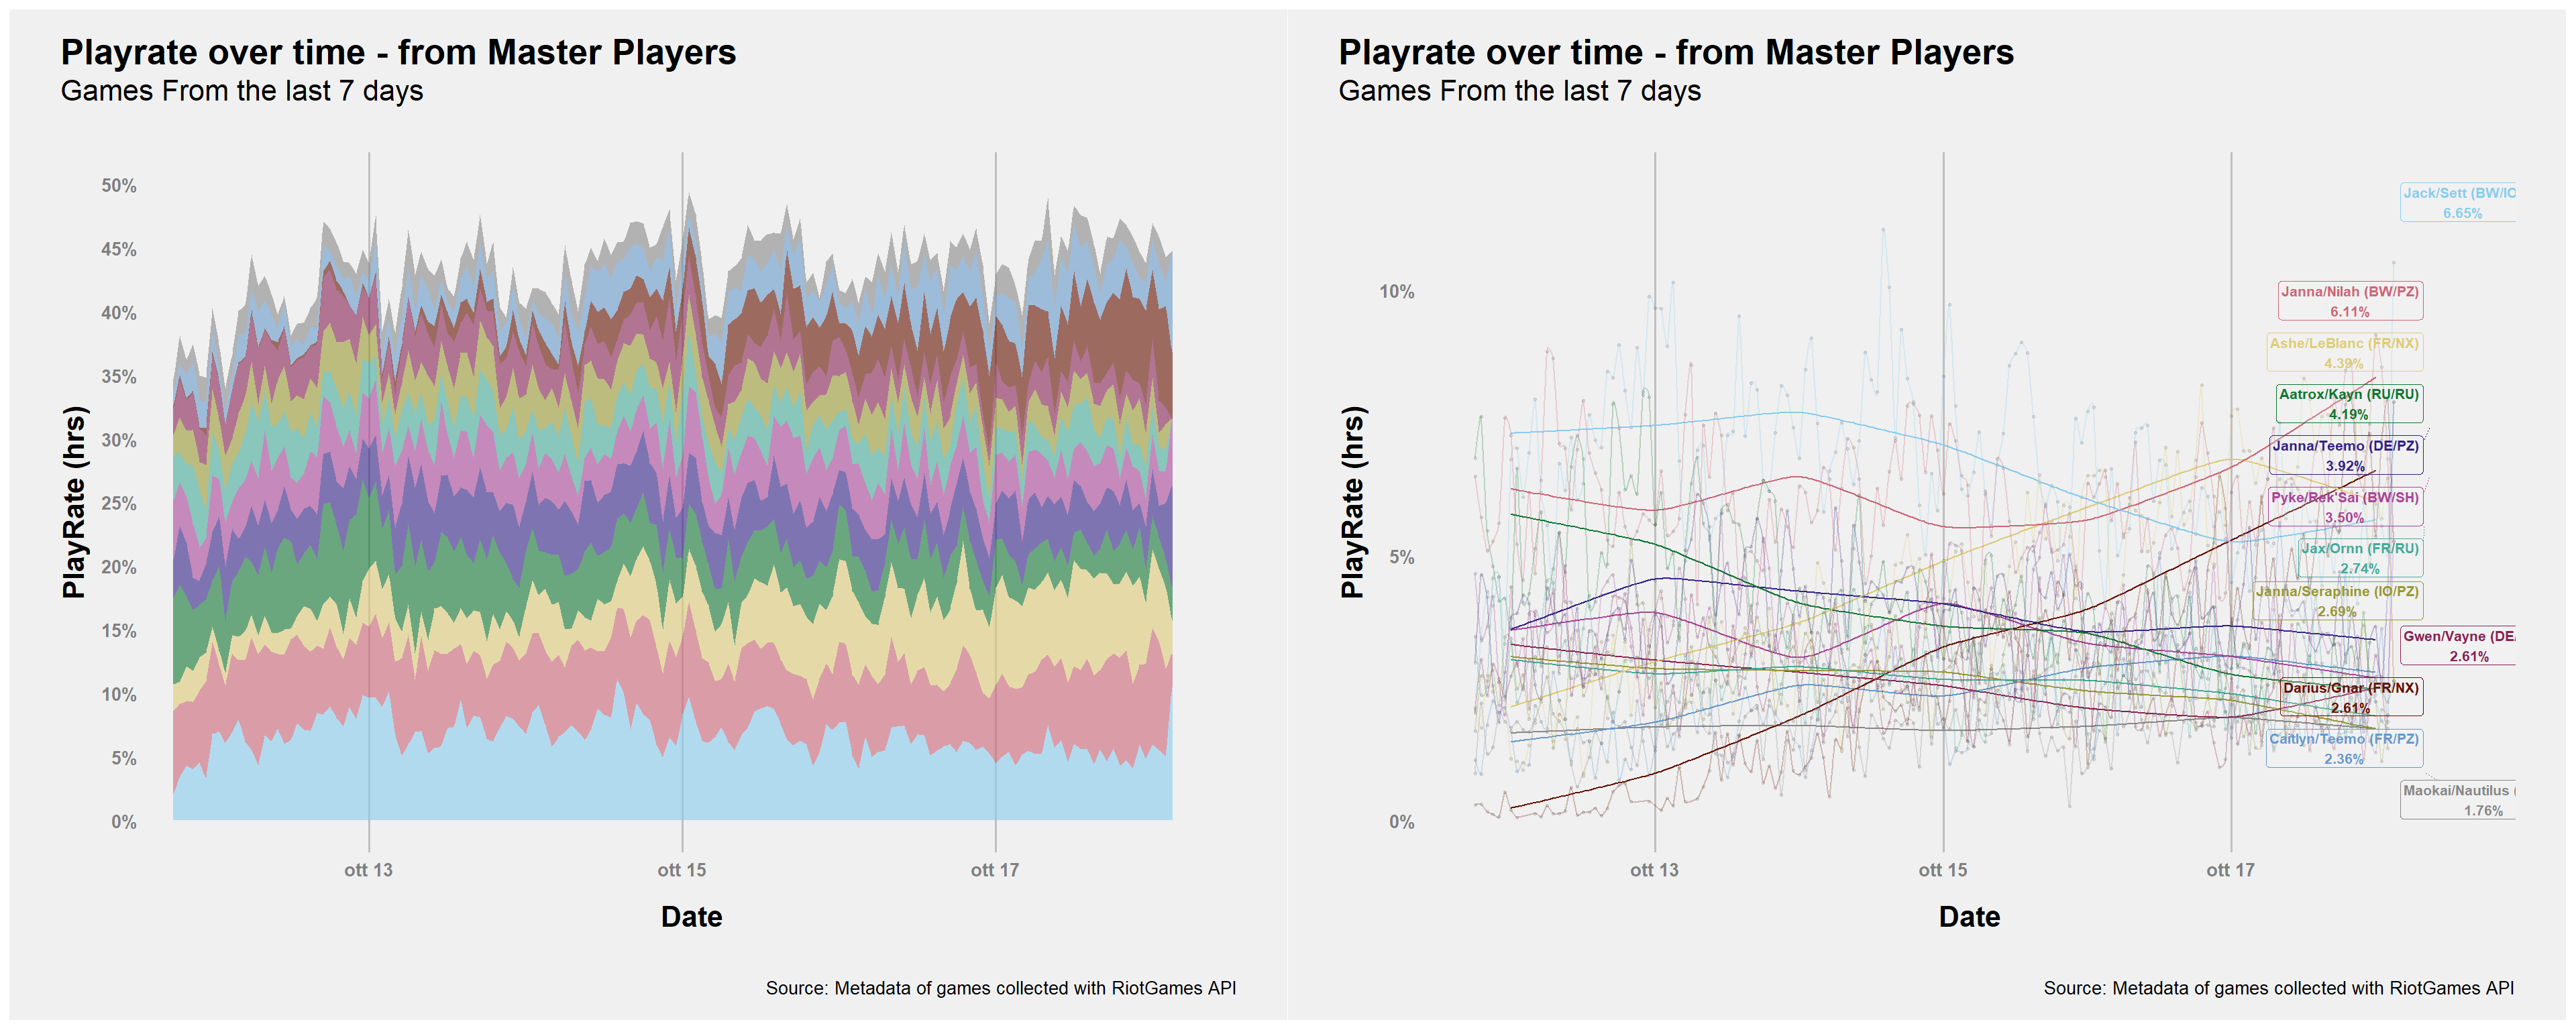 Playrate over time - from Master Players
Games From the last 7 days
PlayRate (hrs)
50%
45%
40%
35%
30%
25%
20%
15%
10%
5%
0%
ott 13
ott 15
ott 17
Date
Source: Metadata of games collected with RiotGames API
Playrate over time - from Master Players
Games From the last 7 days
PlayRate (hrs)
10%
5%
0%
Jack/Sett (BW/IO
6.65%
Janna/Nilah (BW/PZ)
6.11%
Ashe/LeBlanc (FR/NX)
4.39%
Aatrox/Kayn (RU/RU)
4.19%
Janna/Teemo (DE/PZ)
3.92%
Pyke/Rek'Sai (BW/SH)
3.50%
Jax/Ornn (FR/RU)
2.74%
Janna/Seraphine (IO/PZ)
2.69%
Gwen/Vayne (DE
2.61%
Darius/Gnar (FR/NX)
2.61%
Caitlyn/Teemo (FR/PZ)
2.36%
Maokai/Nautilus (
1.76%
ott 13
ott 15
ott 17
Date
Source: Metadata of games collected with RiotGames API